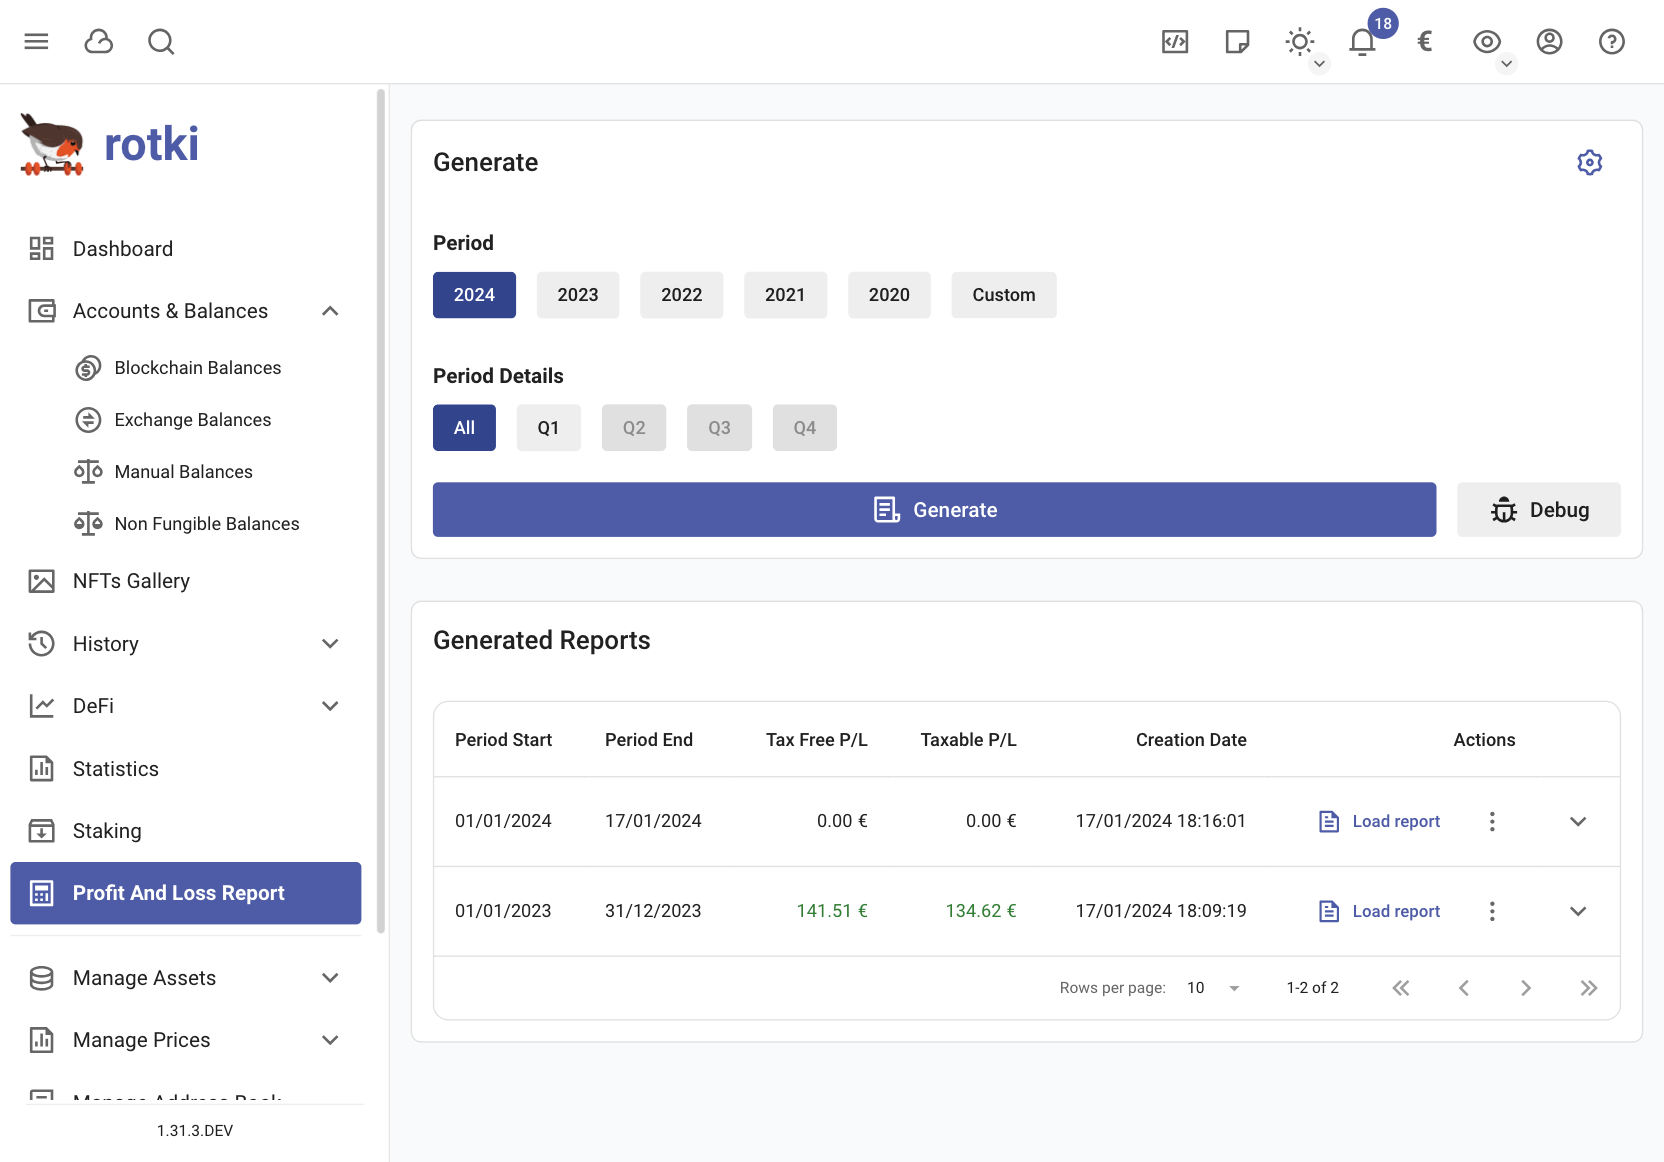 18
€
rotki
Dashboard
Accounts & Balances
Blockchain Balances
Exchange Balances
Manual Balances
Non Fungible Balances
NFTs Gallery
History
DeFi
Statistics
Staking
Profit And Loss Report
Manage Assets
Manage Prices
Manage Address Book
1.31.3.DEV
Generate
Period
2024 2023 2022 2021 2020 Custom
Period Details
All Q1 Q2 Q3 Q4
Generate Debug
Generated Reports
Period Start Period End Tax Free P/L Taxable P/L Creation Date Actions
01/01/2024 17/01/2024 0.00 € 0.00 € 17/01/2024 18:16:01 Load report
01/01/2023 31/12/2023 141.51 € 134.62 € 17/01/2024 18:09:19 Load report
Rows per page: 10 1-2 of 2